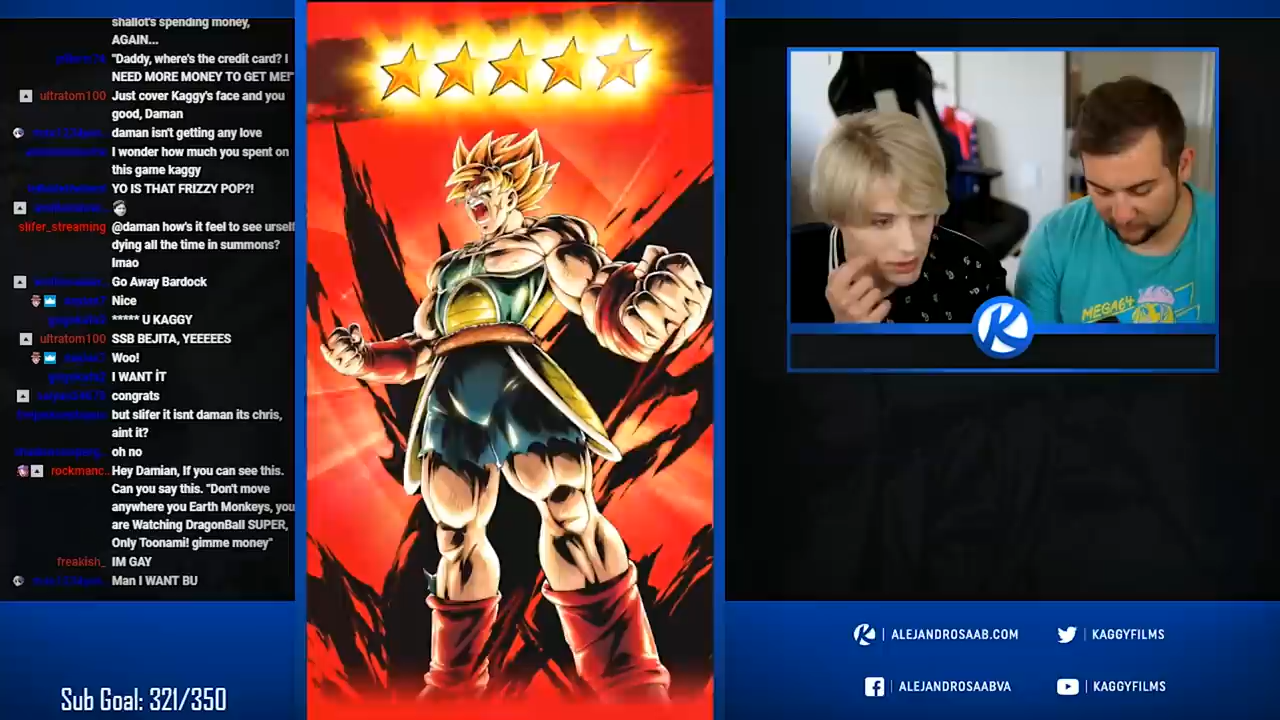 shallot's spending money,
AGAIN...
"Daddy, where's the credit card? I
NEED MORE MONEY TO GET ME!"
ultratom100 Just cover Kaggy's face and you
good, Daman
daman isn't getting any love
I wonder how much you spent on
this game kaggy
YO IS THAT FRIZZY POP?!
slifer_streaming @daman how's it feel to see urself
dying all the time in summons?
lmao
Go Away Bardock
Nice
***** U KAGGY
ultratom100 SSB BEJITA, YEEEEES
Woo!
I WANT İT
congrats
but slifer it isnt daman its chris,
aint it?
oh no
rockmanc.. Hey Damian, If you can see this.
Can you say this. "Don't move
anywhere you Earth Monkeys, you
are Watching DragonBall SUPER,
Only Toonami! gimme money"
freakish_ IM GAY
Man I WANT BU
Sub Goal: 321/350
MEGA64
K
K | ALEJANDROSAAB.COM
| KAGGYFILMS
| ALEJANDROSAABVA
| KAGGYFILMS